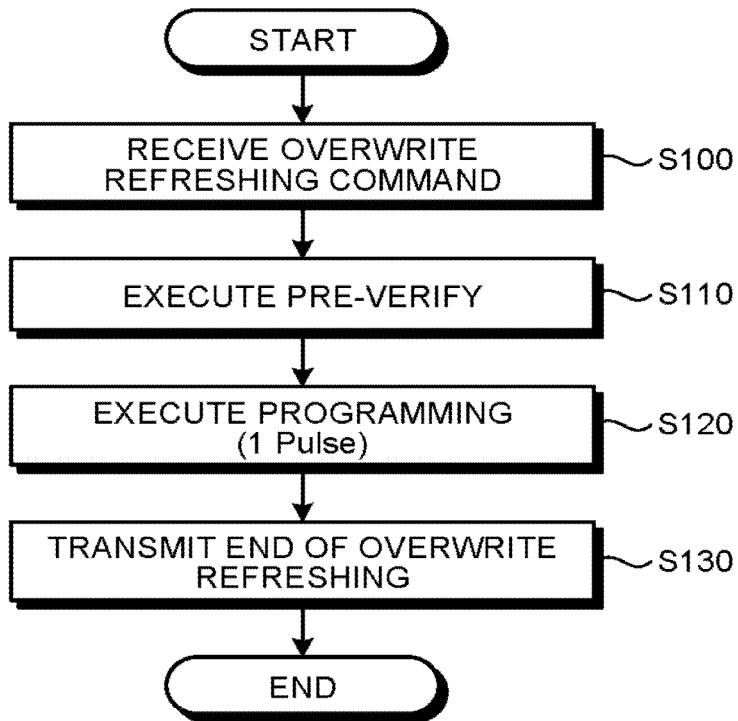 START
RECEIVE OVERWRITE
REFRESHING COMMAND
S100
EXECUTE PRE-VERIFY
S110
EXECUTE PROGRAMMING
(1 Pulse)
S120
TRANSMIT END OF OVERWRITE
REFRESHING
S130
END